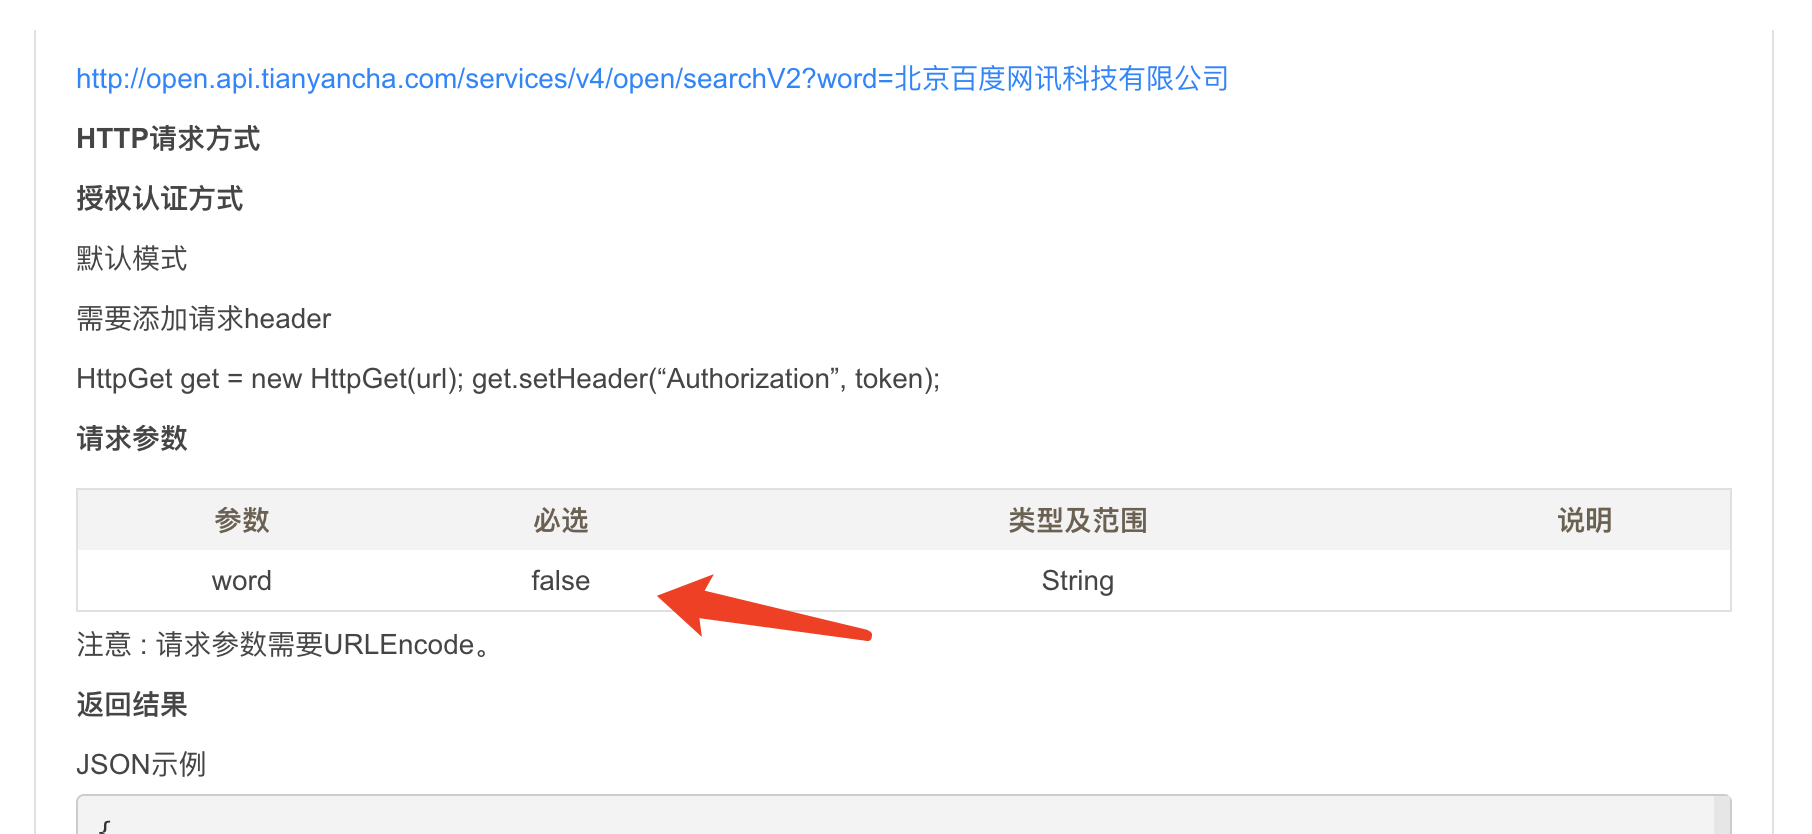 http://open.api.tianyancha.com/services/v4/open/searchV2?word=北京百度网讯科技有限公司
HTTP请求方式
授权认证方式
默认模式
需要添加请求header
HttpGet get = new HttpGet(url); get.setHeader(“Authorization”, token);
请求参数
参数 必选 类型及范围 说明
word false String
注意 : 请求参数需要URLEncode。
返回结果
JSON示例
{